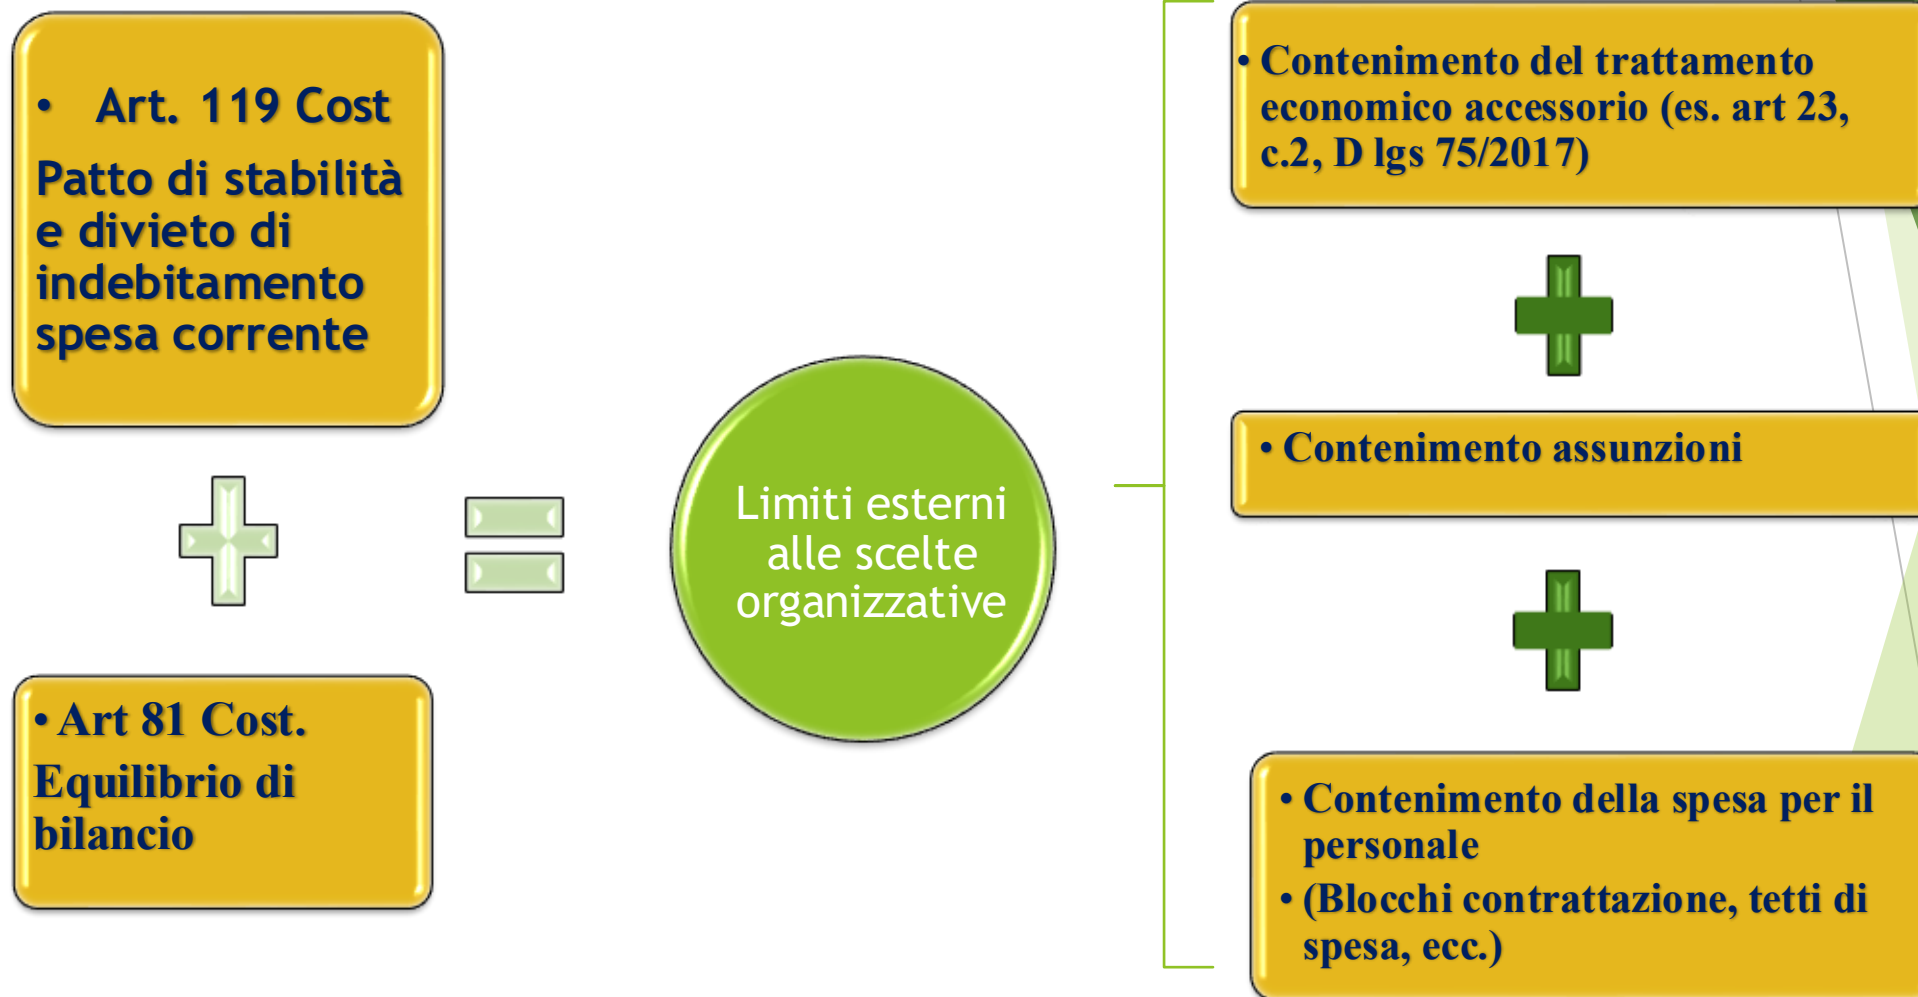 • Art. 119 Cost
Patto di stabilità
e divieto di
indebitamento
spesa corrente
• Art 81 Cost.
Equilibrio di
bilancio
Limiti esterni
alle scelte
organizzative
• Contenimento del trattamento
economico accessorio (es. art 23,
c.2, D lgs 75/2017)
• Contenimento assunzioni
• Contenimento della spesa per il
personale
• (Blocchi contrattazione, tetti di
spesa, ecc.)